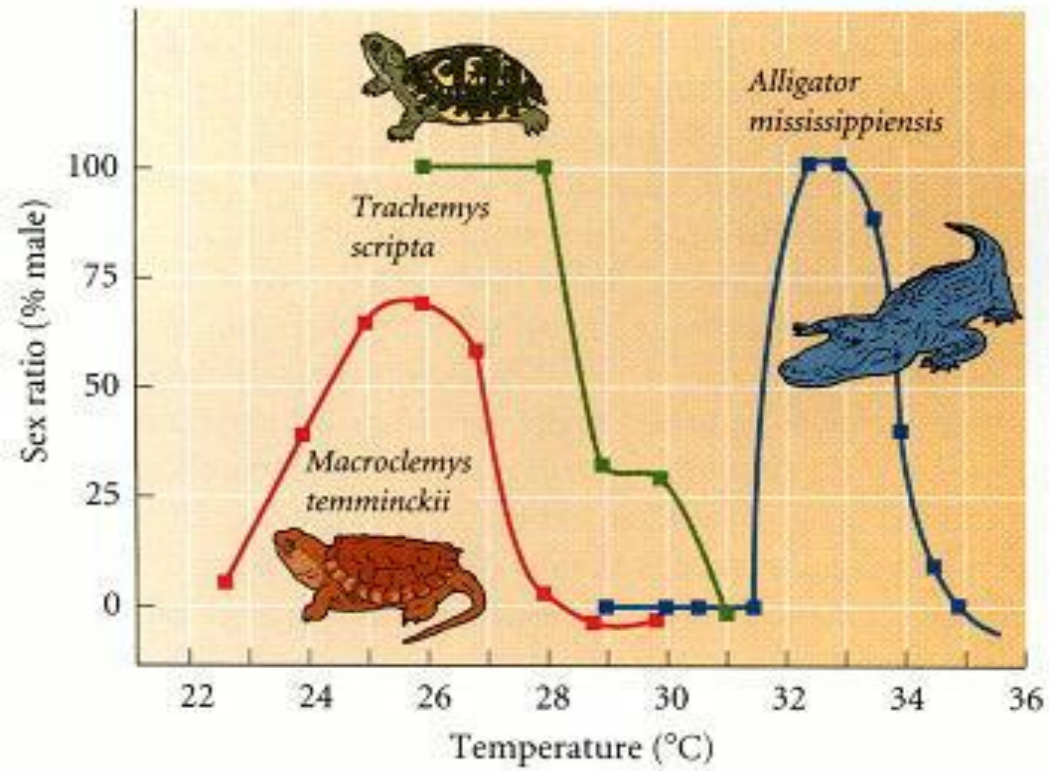 Alligator
mississippiensis
100
Trachemys
scripta
75
Sex ratio (% male)
50
Macroclemys
temminckii
25
0
22 24 26 28 30 32 34 36
Temperature (°C)